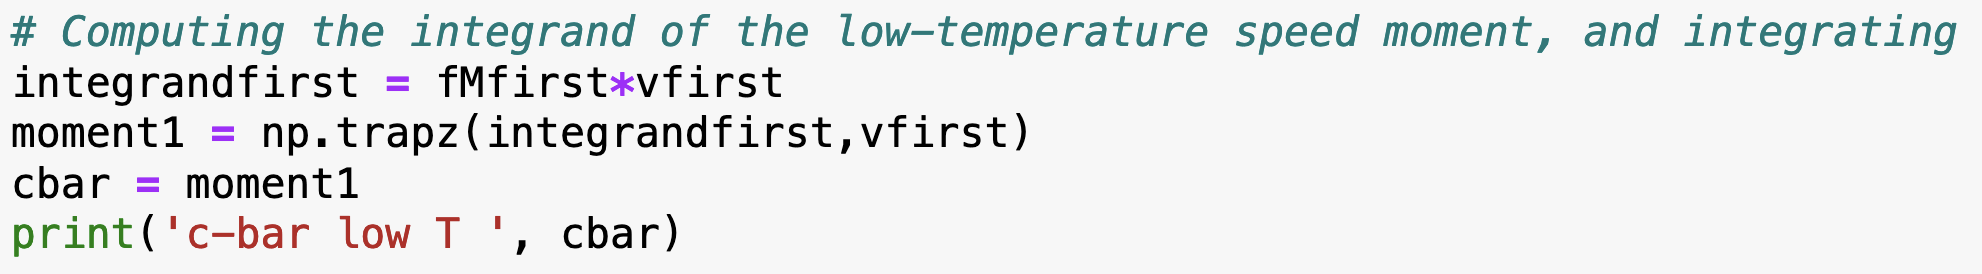 # Computing the integrand of the low-temperature speed moment, and integrating
integrandfirst = fMfirst*vfirst
moment1 = np.trapz(integrandfirst,vfirst)
cbar = moment1
print('c-bar low T ', cbar)